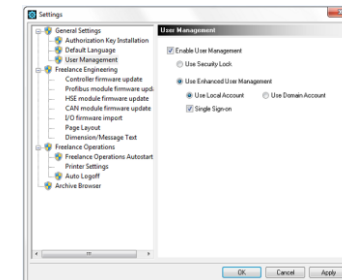 Settings
General Settings
Authorization Key Installation
Default Language
User Management
Freelance Engineering
Controller firmware update
Profibus module firmware upd
HSE module firmware update
CAN module firmware update
I/O firmware import
Page Layout
Dimension/Message Text
Freelance Operations
Freelance Operations Autostart
Printer Settings
Auto Logoff
Archive Browser
User Management
Enable User Management
Use Security Lock
Use Enhanced User Management
Use Local Account
Use Domain Account
Single Sign-on
OK
Cancel
Apply